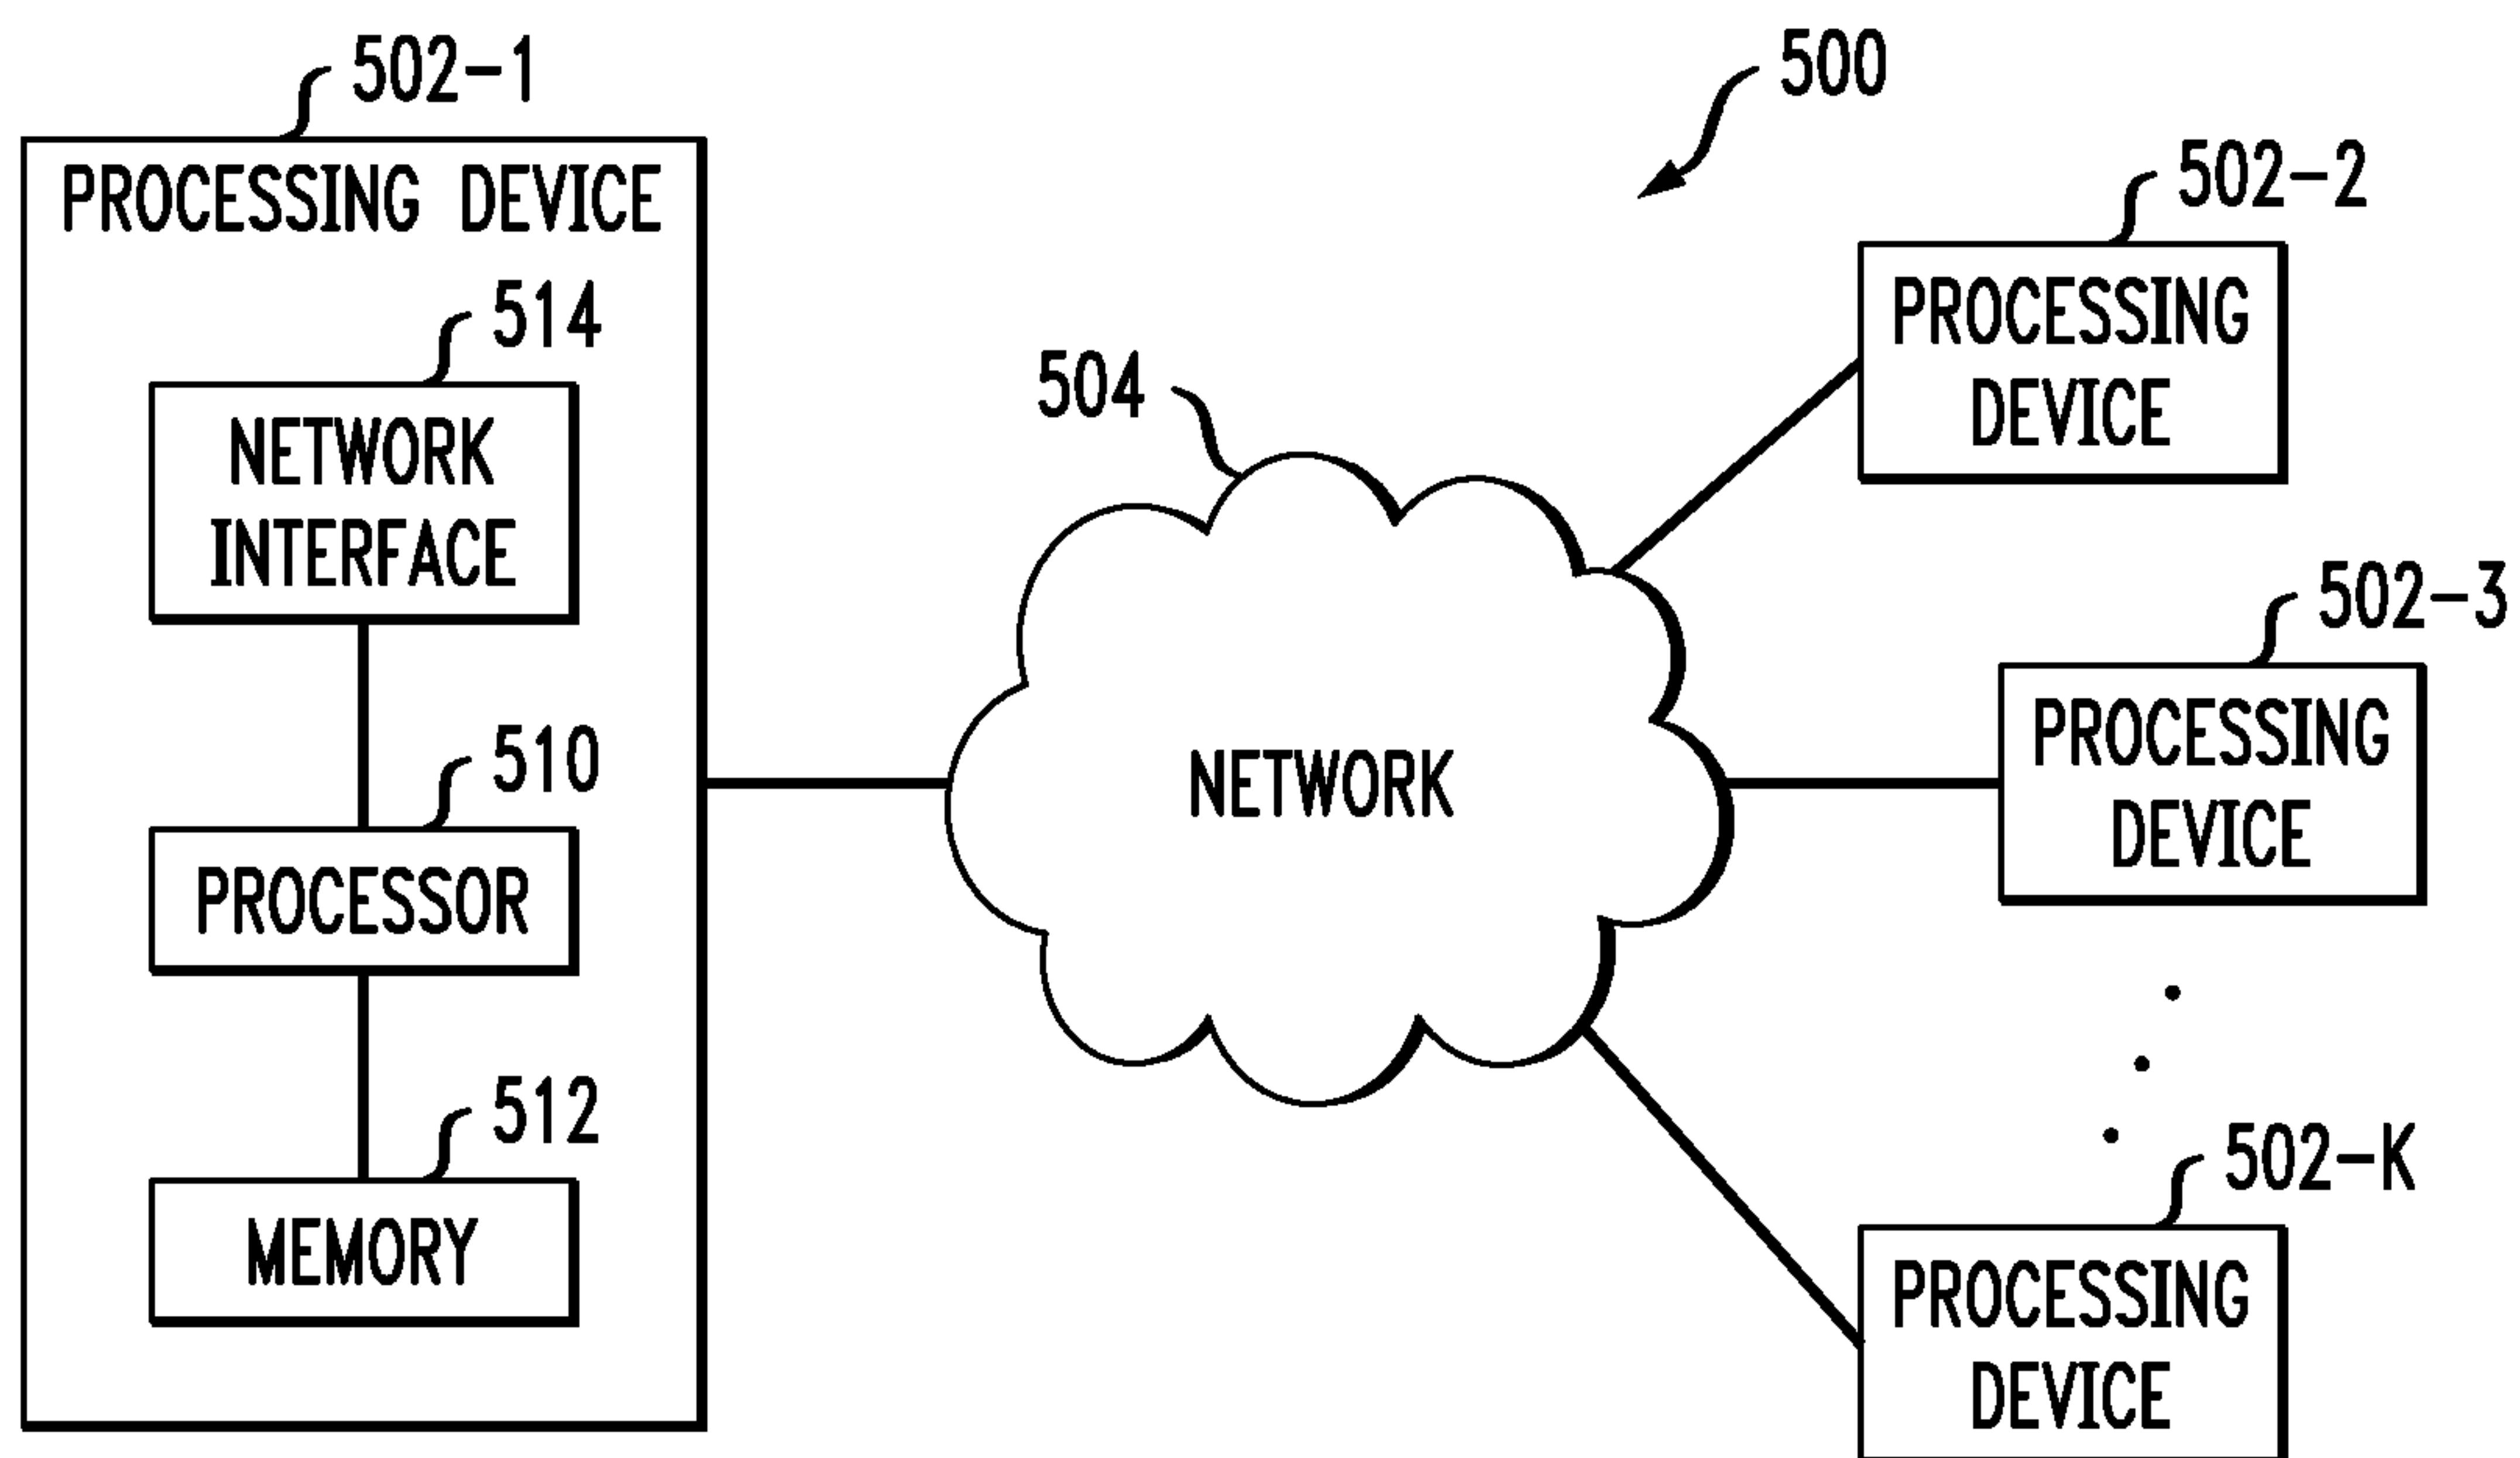 502-1
PROCESSING DEVICE
514
NETWORK
INTERFACE
510
PROCESSOR
512
MEMORY
504
NETWORK
500
502-2
PROCESSING
DEVICE
502-3
PROCESSING
DEVICE
502-K
PROCESSING
DEVICE